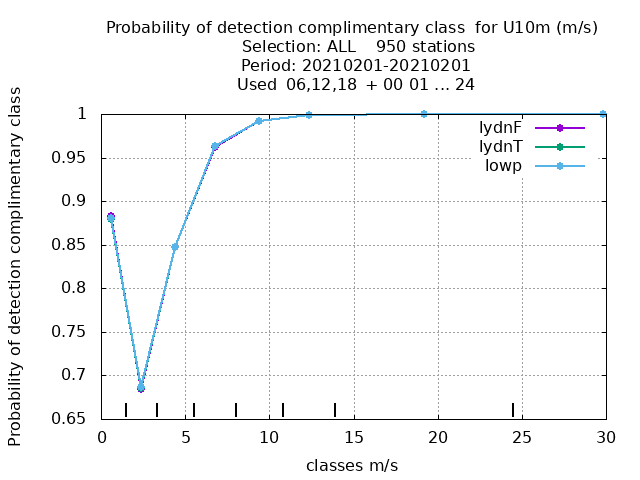 Probability of detection complimentary class  for U10m (m/s)
Selection: ALL    950 stations
Period: 20210201-20210201
Used  06,12,18  + 00 01 ... 24
Probability of detection complimentary class
1
0.95
0.9
0.85
0.8
0.75
0.7
0.65
lydnF
lydnT
lowp
0 5 10 15 20 25 30
classes m/s